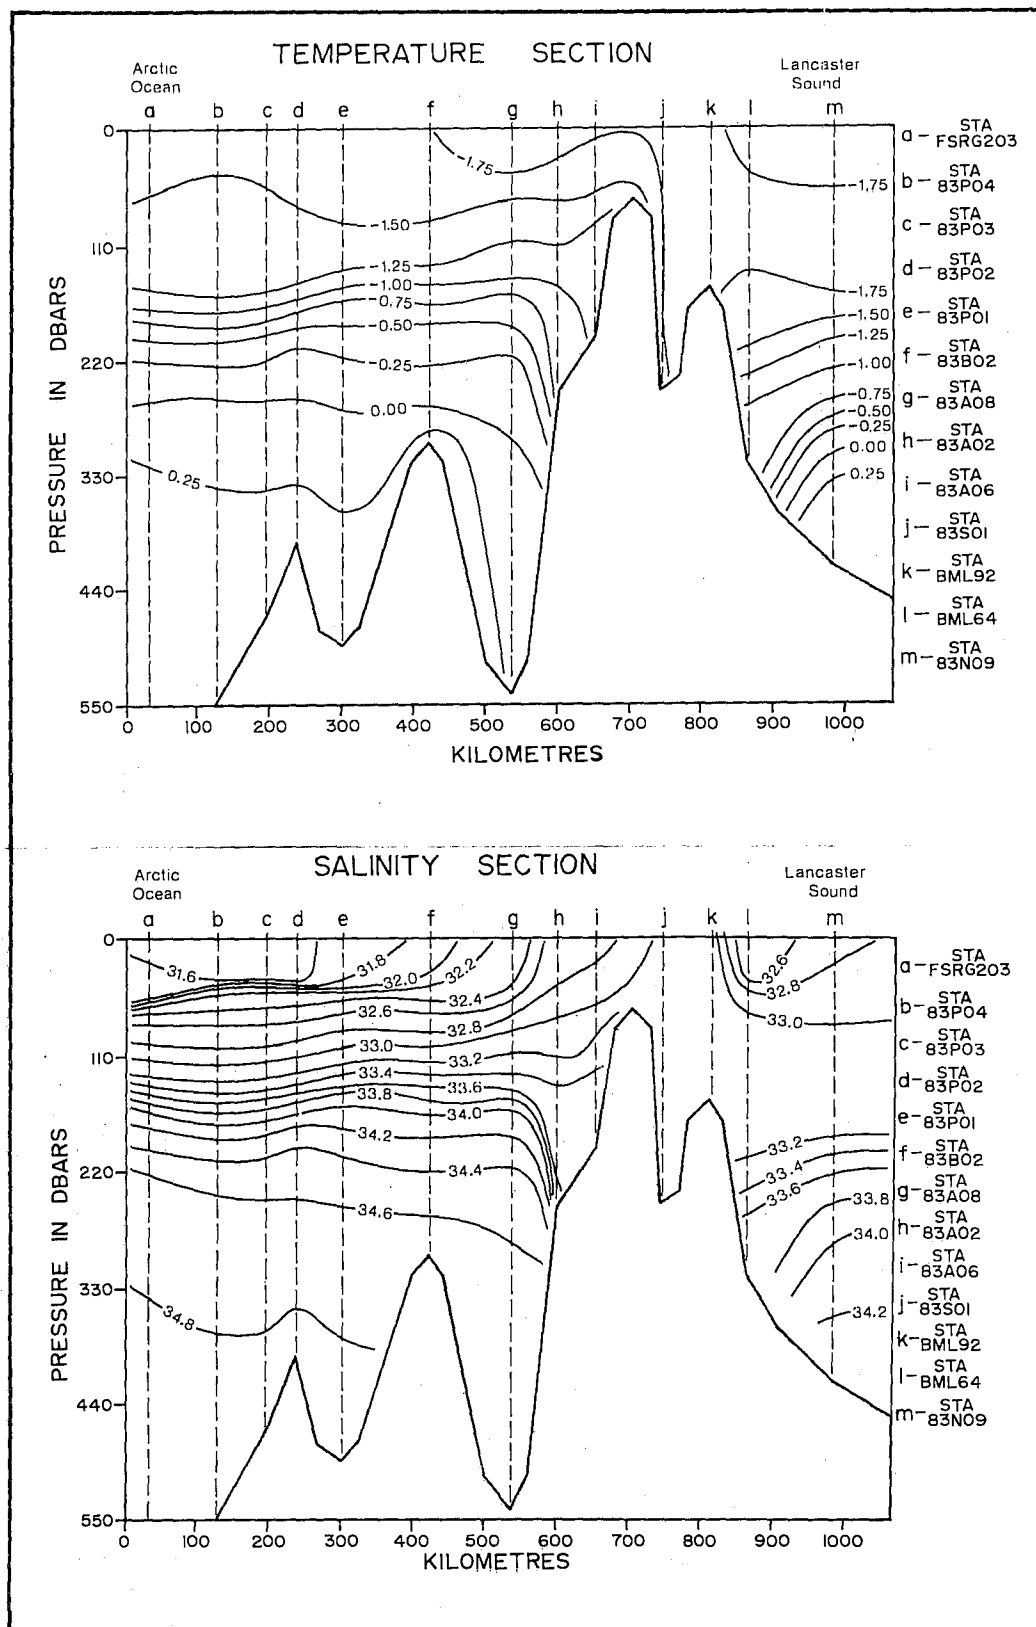 TEMPERATURE SECTION
Arctic
Ocean
Lancaster
Sound
a b c d e f g h i j k l m
0
110
220
330
440
550
PRESSURE IN DBARS
-1.75
-1.50
-1.25
-1.00
-0.75
-0.50
-0.25
0.00
0.25
-1.75
-1.75
-1.50
-1.25
-1.00
-0.75
-0.50
-0.25
0.00
0.25
0 100 200 300 400 500 600 700 800 900 1000
KILOMETRES
a – STA FSRG203
b – STA 83P04
c – STA 83P03
d – STA 83P02
e – STA 83P01
f – STA 83B02
g – STA 83A08
h – STA 83A02
i – STA 83A06
j – STA 83S01
k – STA BML92
l – STA BML64
m – STA 83N09
SALINITY SECTION
Arctic
Ocean
Lancaster
Sound
a b c d e f g h i j k l m
0
110
220
330
440
550
PRESSURE IN DBARS
31.6
31.8
32.0
32.2
32.4
32.6
32.8
33.0
33.2
33.4
33.6
33.8
34.0
34.2
34.4
34.6
34.8
32.6
32.8
33.0
33.2
33.4
33.6
33.8
34.0
34.2
0 100 200 300 400 500 600 700 800 900 1000
KILOMETRES
a – STA FSRG203
b – STA 83P04
c – STA 83P03
d – STA 83P02
e – STA 83P01
f – STA 83B02
g – STA 83A08
h – STA 83A02
i – STA 83A06
j – STA 83S01
k – STA BML92
l – STA BML64
m – STA 83N09